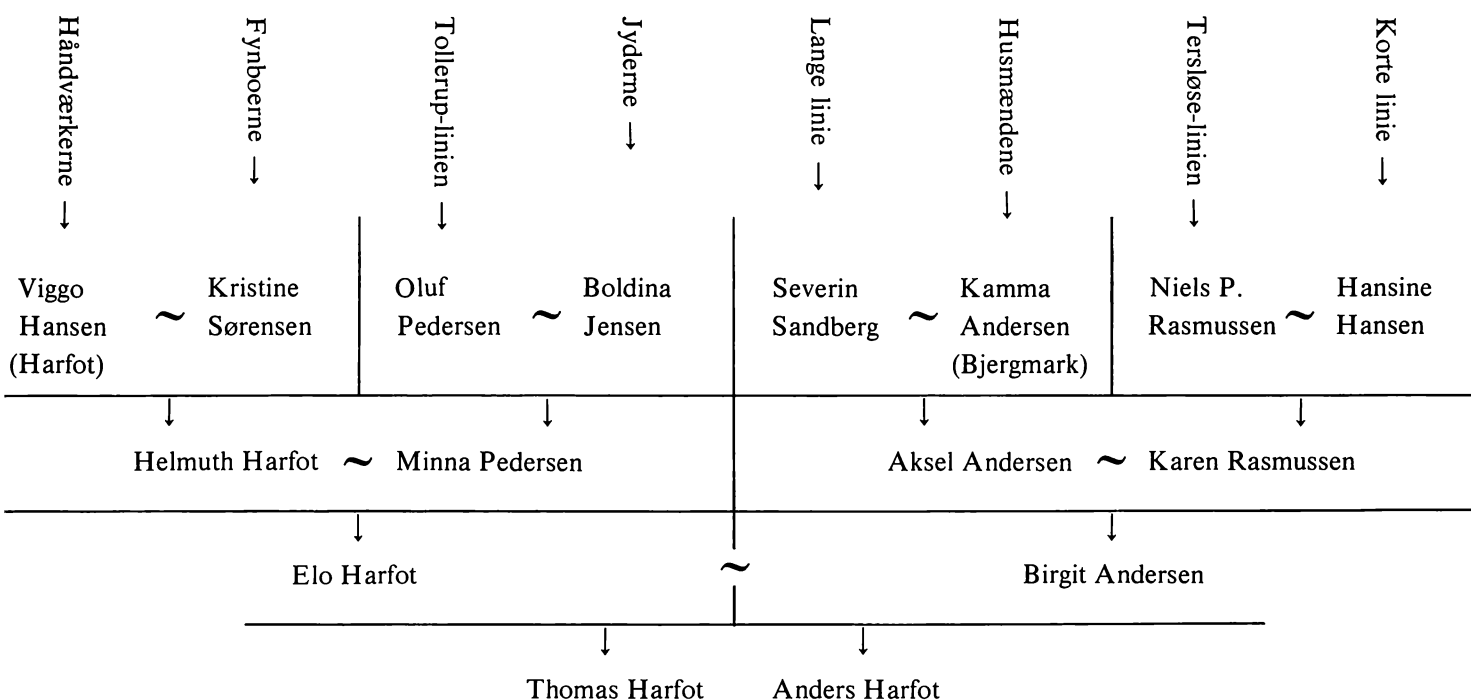 Håndværkerne
Fynboerne
Tollerup-linien
Jyderne
Lange linie
Husmændene
Tersløse-linien
Korte linie
Viggo
Hansen
(Harfot)
~
Kristine
Sørensen
Oluf
Pedersen
~
Boldina
Jensen
Severin
Sandberg
~
Kamma
Andersen
(Bjergmark)
Niels P.
Rasmussen
~
Hansine
Hansen
Helmuth Harfot ~ Minna Pedersen
Aksel Andersen ~ Karen Rasmussen
Elo Harfot ~ Birgit Andersen
Thomas Harfot
Anders Harfot